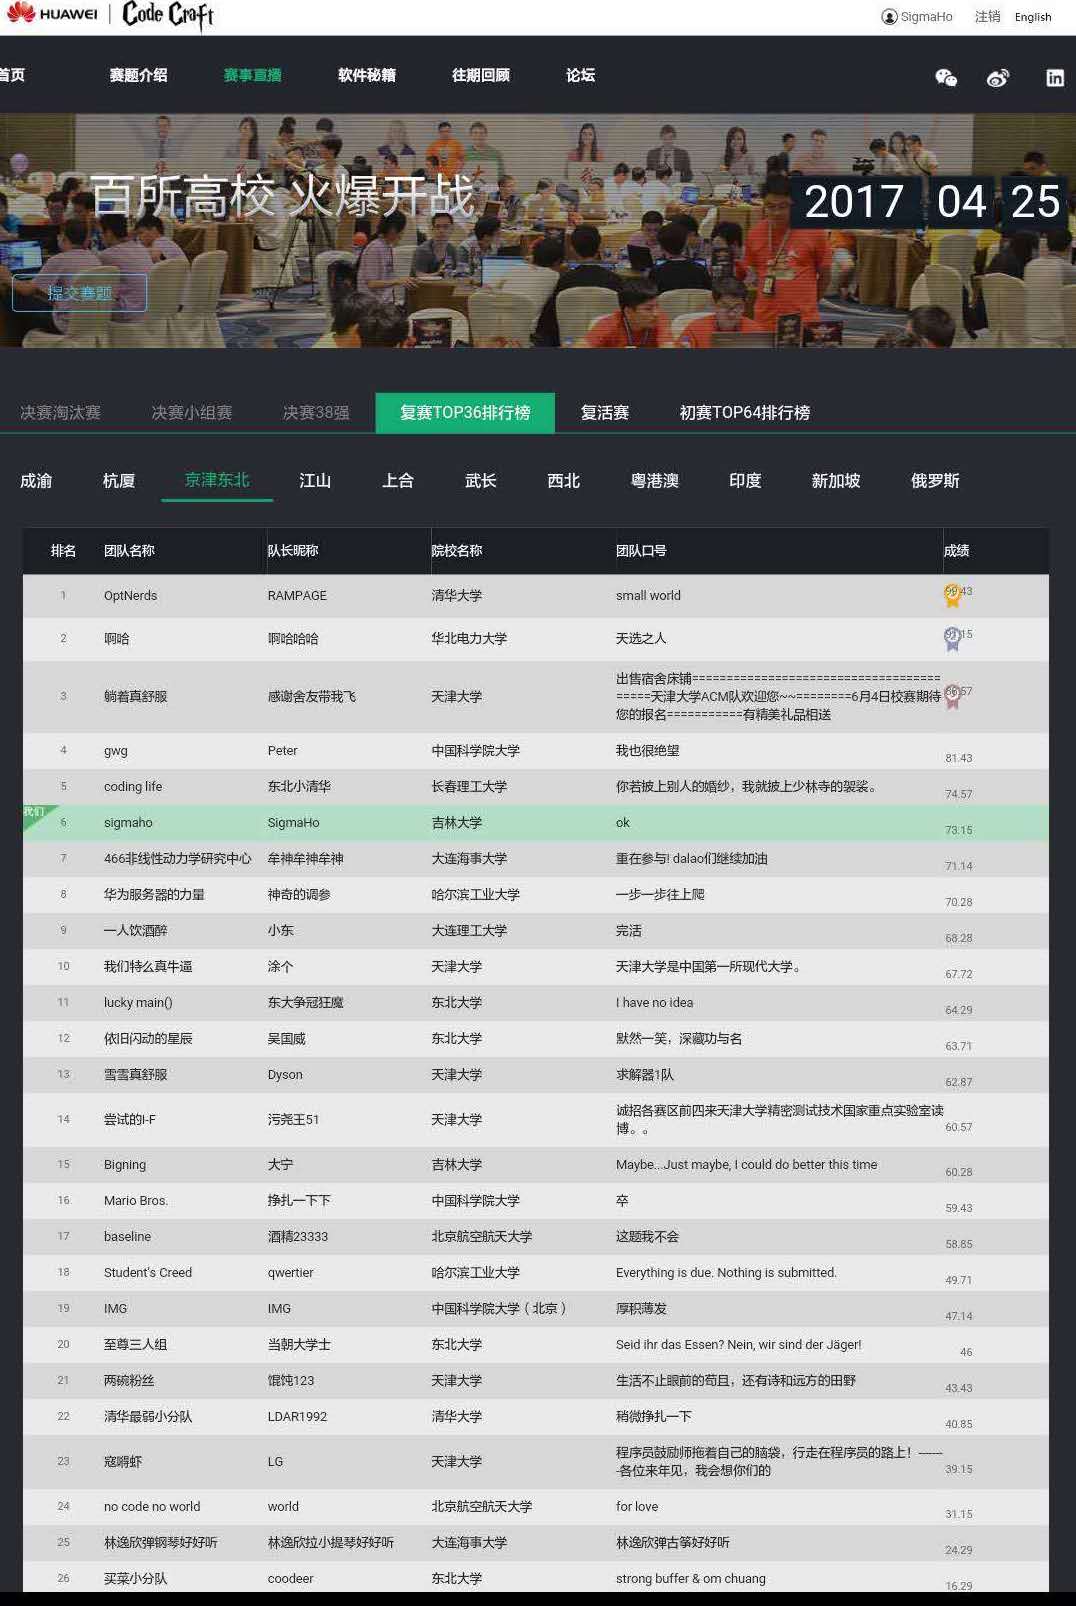 HUAWEI Code Craft SigmaHo 注销 English
首页 赛题介绍 赛事直播 软件秘籍 往期回顾 论坛
百所高校 火爆开战
2017 04 25
提交赛题
决赛淘汰赛 决赛小组赛 决赛38强 复赛TOP36排行榜 复活赛 初赛TOP64排行榜
成渝 杭厦 京津东北 江山 上合 武长 西北 粤港澳 印度 新加坡 俄罗斯
排名 团队名称 队长昵称 院校名称 团队口号 成绩
1 OptNerds RAMPAGE 清华大学 small world
2 啊哈 啊哈哈哈 华北电力大学 天选之人
出售宿舍床铺====================================
3 躺着真舒服 感谢舍友带我飞 天津大学 =====天津大学ACM队欢迎您~~========6月4日校赛期待
您的报名===========有精美礼品相送
4 gwg Peter 中国科学院大学 我也很绝望 81.43
5 coding life 东北小清华 长春理工大学 你若披上别人的婚纱，我就披上少林寺的袈裟。 74.57
我们 6 sigmaho SigmaHo 吉林大学 ok 73.15
7 466非线性动力学研究中心 牟神牟神牟神 大连海事大学 重在参与! dalao们继续加油 71.14
8 华为服务器的力量 神奇的调参 哈尔滨工业大学 一步一步往上爬 70.28
9 一人饮酒醉 小东 大连理工大学 完活 68.28
10 我们特么真牛逼 涂个 天津大学 天津大学是中国第一所现代大学。 67.72
11 lucky main() 东大争冠狂魔 东北大学 I have no idea 64.29
12 依旧闪动的星辰 吴国威 东北大学 默然一笑，深藏功与名 63.71
13 雪雪真舒服 Dyson 天津大学 求解器1队 62.87
14 尝试的I-F 污尧王51 天津大学 诚招各赛区前四来天津大学精密测试技术国家重点实验室读
博。。 60.57
15 Bigning 大宁 吉林大学 Maybe...Just maybe, I could do better this time 60.28
16 Mario Bros. 挣扎一下下 中国科学院大学 卒 59.43
17 baseline 酒精23333 北京航空航天大学 这题我不会 58.85
18 Student's Creed qwertier 哈尔滨工业大学 Everything is due. Nothing is submitted. 49.71
19 IMG IMG 中国科学院大学（北京） 厚积薄发 47.14
20 至尊三人组 当朝大学士 东北大学 Seid ihr das Essen? Nein, wir sind der Jäger! 46
21 两碗粉丝 馄饨123 天津大学 生活不止眼前的苟且，还有诗和远方的田野 43.43
22 清华最弱小分队 LDAR1992 清华大学 稍微挣扎一下 40.85
23 寇嘚虾 LG 天津大学 程序员鼓励师拖着自己的脑袋，行走在程序员的路上！------
-各位来年见，我会想你们的 39.15
24 no code no world world 北京航空航天大学 for love 31.15
25 林逸欣弹钢琴好好听 林逸欣拉小提琴好好听 大连海事大学 林逸欣弹古筝好好听 24.29
26 买菜小分队 coodeer 东北大学 strong buffer & om chuang 16.29